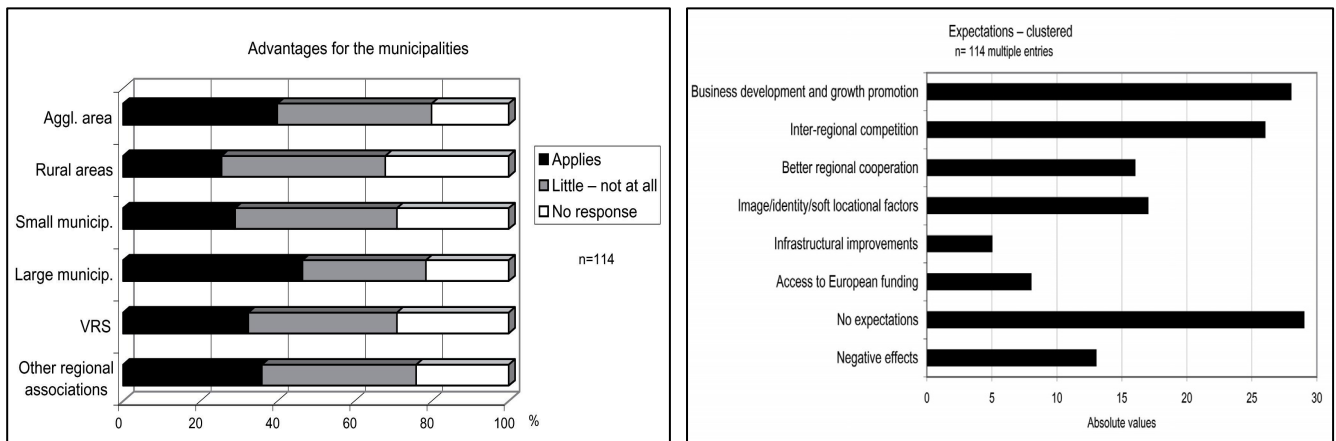 Advantages for the municipalities
Aggl. area
Rural areas
Small municip.
Large municip.
VRS
Other regional
associations
0 20 40 60 80 100 %
Applies
Little – not at all
No response
n=114
Expectations – clustered
n= 114 multiple entries
Business development and growth promotion
Inter-regional competition
Better regional cooperation
Image/identity/soft locational factors
Infrastructural improvements
Access to European funding
No expectations
Negative effects
0 5 10 15 20 25 30
Absolute values